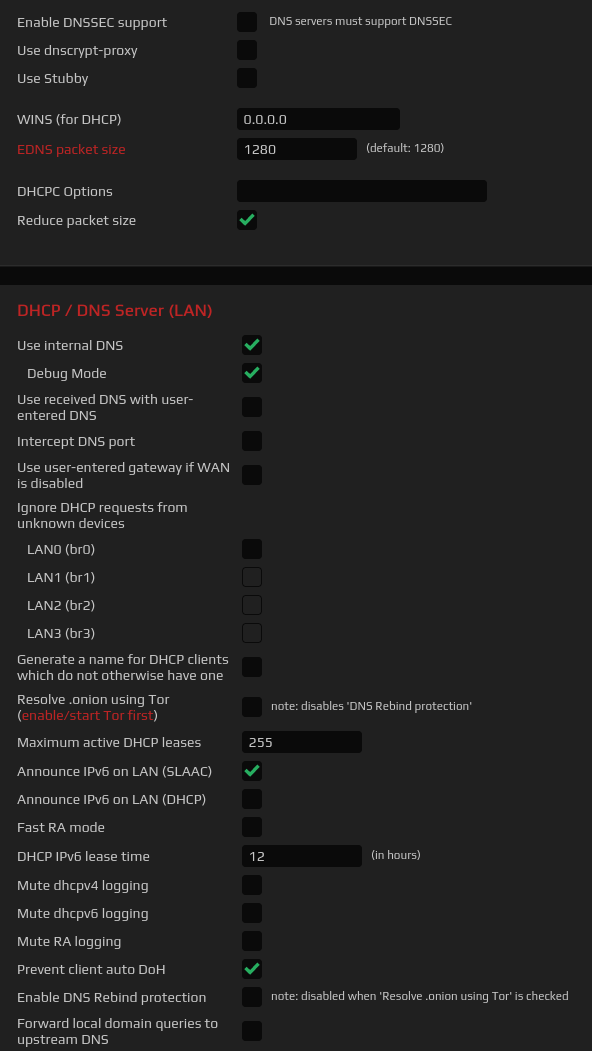 Enable DNSSEC support DNS servers must support DNSSEC
Use dnscrypt-proxy
Use Stubby
WINS (for DHCP) 0.0.0.0
EDNS packet size 1280 (default: 1280)
DHCPC Options
Reduce packet size
DHCP / DNS Server (LAN)
Use internal DNS
Debug Mode
Use received DNS with user-
entered DNS
Intercept DNS port
Use user-entered gateway if WAN
is disabled
Ignore DHCP requests from
unknown devices
LAN0 (br0)
LAN1 (br1)
LAN2 (br2)
LAN3 (br3)
Generate a name for DHCP clients
which do not otherwise have one
Resolve .onion using Tor
(enable/start Tor first) note: disables 'DNS Rebind protection'
Maximum active DHCP leases 255
Announce IPv6 on LAN (SLAAC)
Announce IPv6 on LAN (DHCP)
Fast RA mode
DHCP IPv6 lease time 12 (in hours)
Mute dhcpv4 logging
Mute dhcpv6 logging
Mute RA logging
Prevent client auto DoH
Enable DNS Rebind protection note: disabled when 'Resolve .onion using Tor' is checked
Forward local domain queries to
upstream DNS